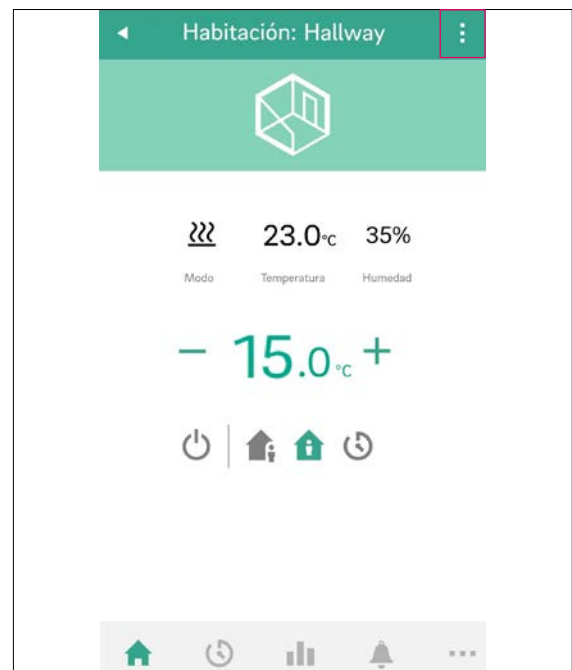 Habitación: Hallway
23.0°C 35%
Modo Temperatura Humedad
− 15.0°C +